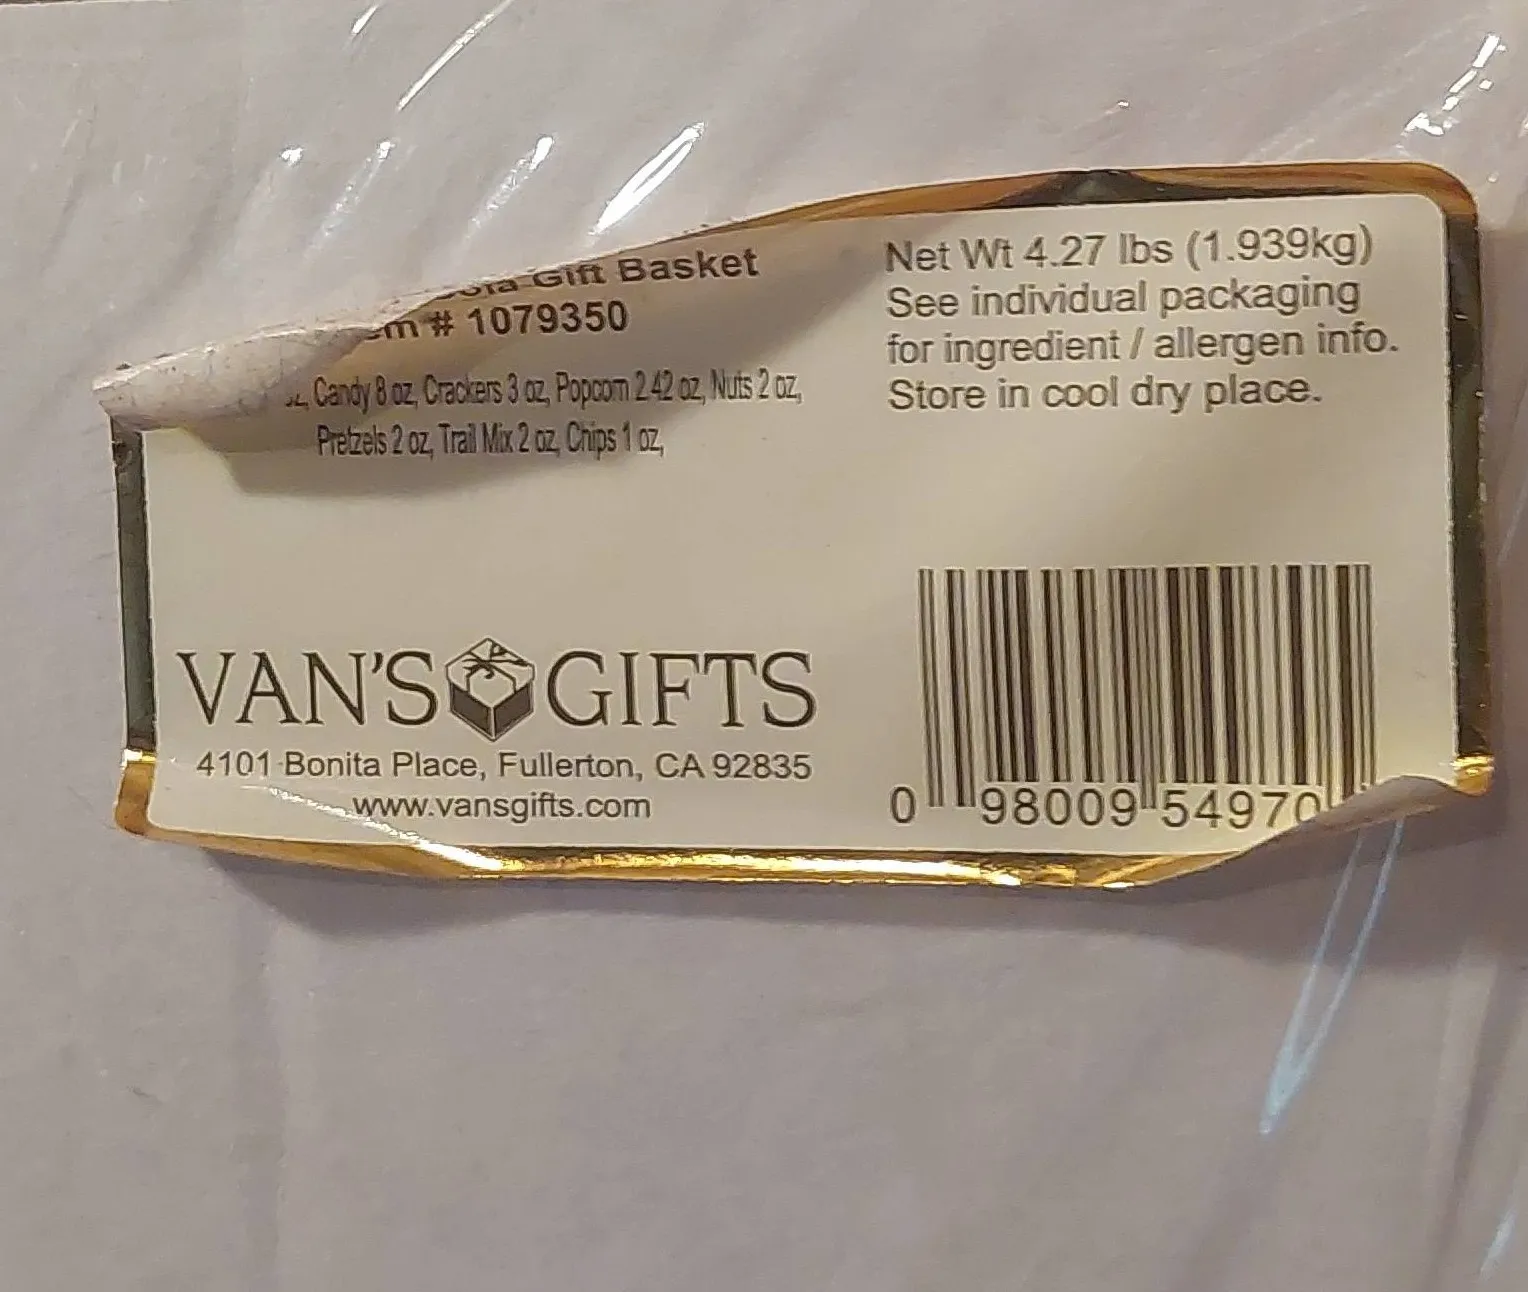 Gift Basket
# 1079350
Candy 8 oz, Crackers 3 oz, Popcorn 2.42 oz, Nuts 2 oz,
Pretzels 2 oz, Trail Mix 2 oz, Chips 1 oz,
Net Wt 4.27 lbs (1.939kg)
See individual packaging
for ingredient / allergen info.
Store in cool dry place.
VAN'S GIFTS
4101 Bonita Place, Fullerton, CA 92835
www.vansgifts.com
0 98009 54970